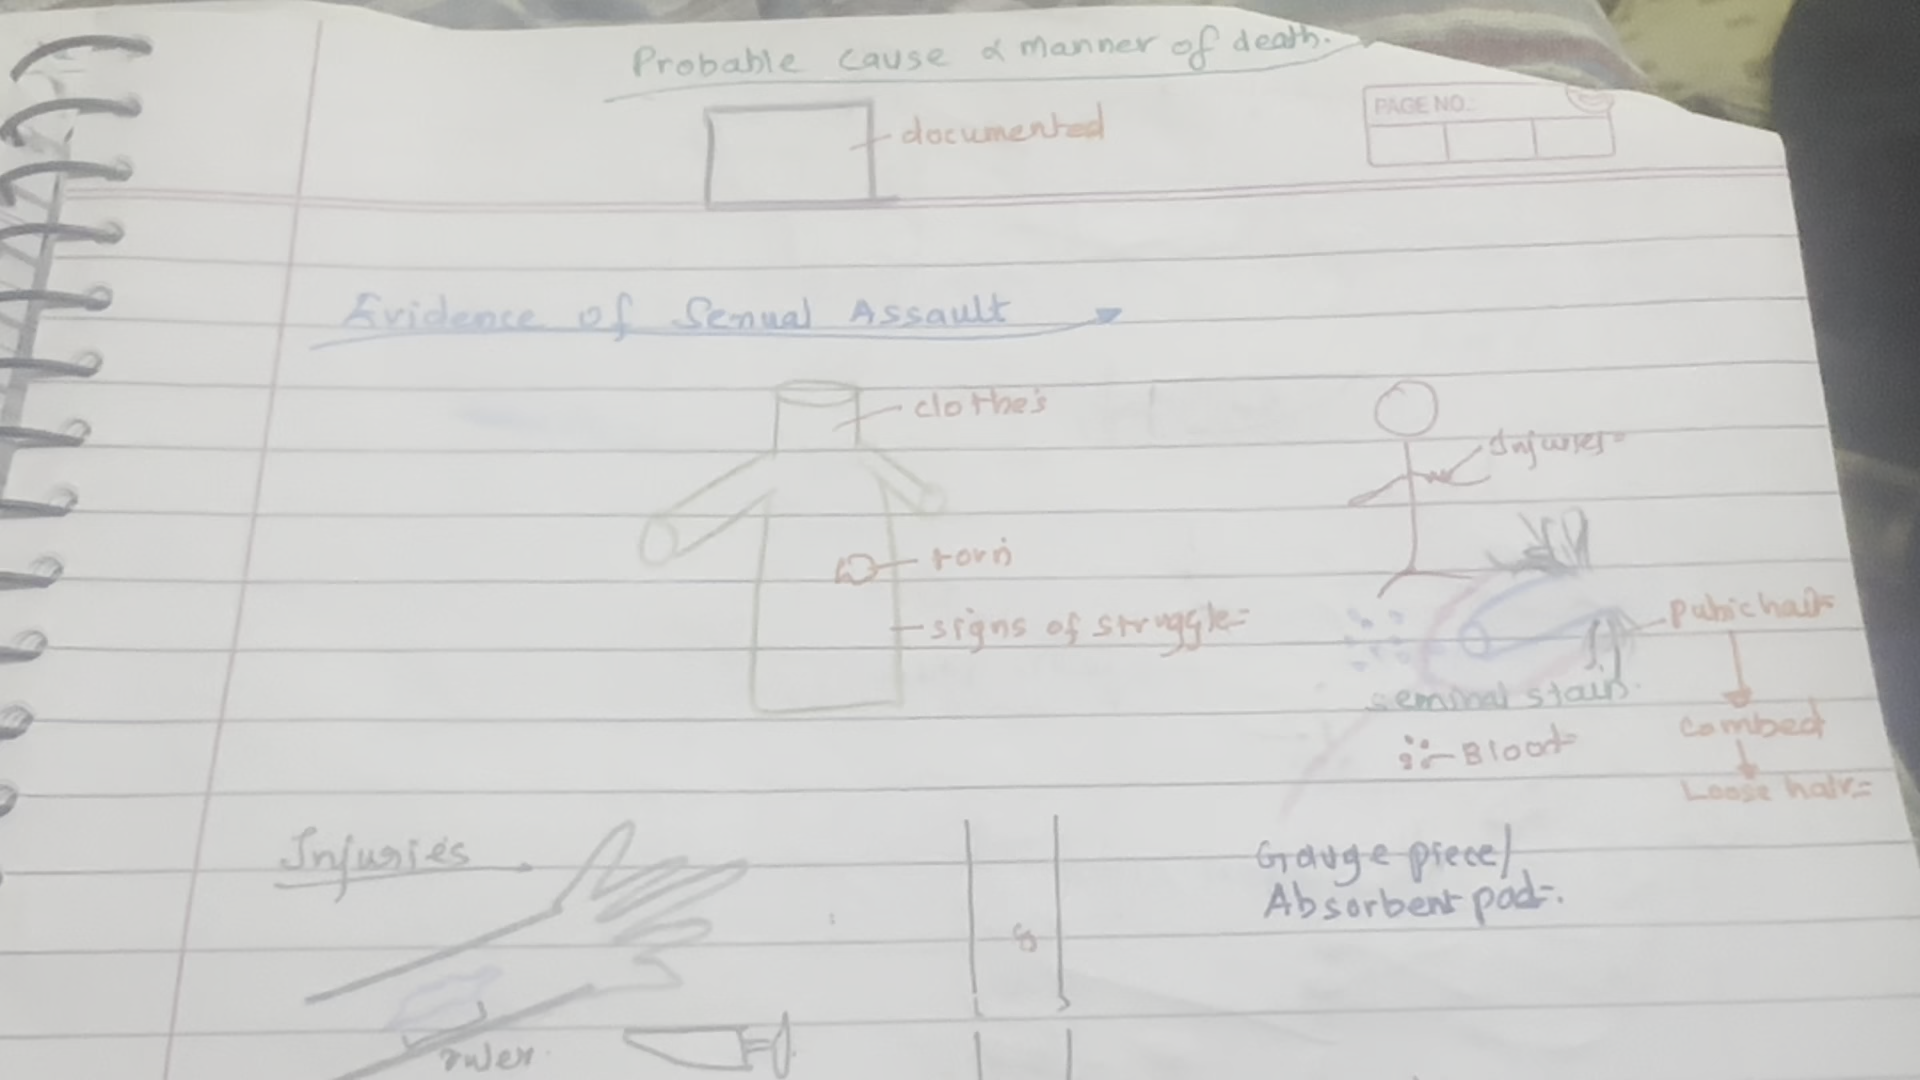 Probable cause & manner of death.
documented
PAGE NO.:
Evidence of Sexual Assault
clothes
Injuries
torn
signs of struggle
Pubic hair
seminal stain
Combed
Blood
Loose hair
Injuries
Gauge piece/
Absorbent pad.
ruler